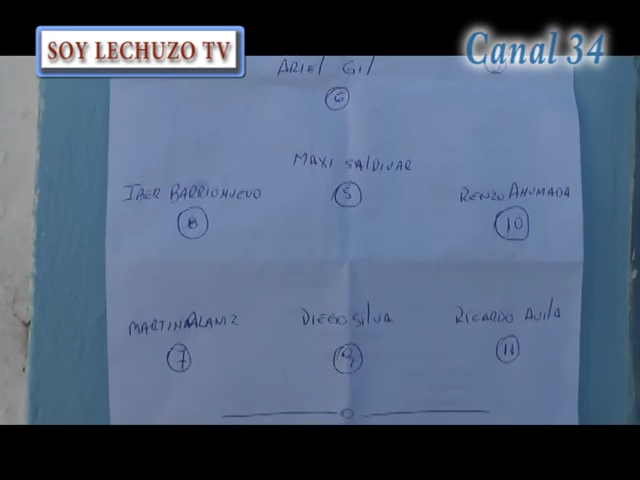 SOY LECHUZO TV
Canal 34
ARIEL GIL
6
MAXI SALDIVAR
5
IBER BARRIONUEVO
8
RENZO AHUMADA
10
MARTIN ALANIZ
7
DIEGO SILVA
9
RICARDO AVILA
11